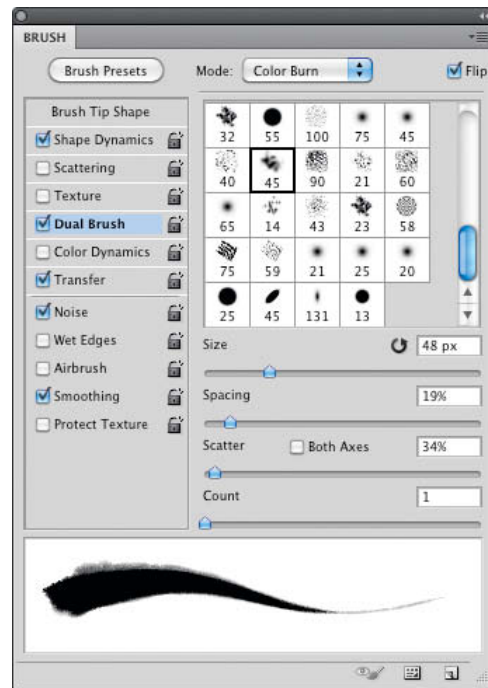 BRUSH
Brush Presets
Mode: Color Burn
Flip
Brush Tip Shape
Shape Dynamics
Scattering
Texture
Dual Brush
Color Dynamics
Transfer
Noise
Wet Edges
Airbrush
Smoothing
Protect Texture
32 55 100 75 45
40 45 90 21 60
65 14 43 23 58
75 59 21 25 20
25 45 131 13
Size 48 px
Spacing 19%
Scatter Both Axes 34%
Count 1